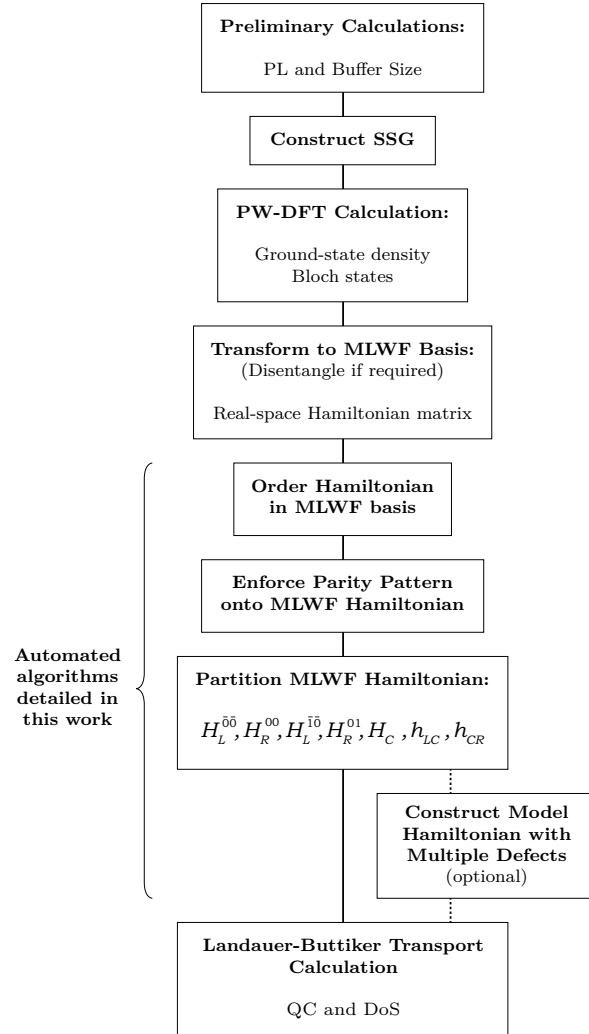 Preliminary Calculations:
PL and Buffer Size
Construct SSG
PW-DFT Calculation:
Ground-state density
Bloch states
Transform to MLWF Basis:
(Disentangle if required)
Real-space Hamiltonian matrix
Order Hamiltonian
in MLWF basis
Enforce Parity Pattern
onto MLWF Hamiltonian
Automated
algorithms
detailed in
this work
Partition MLWF Hamiltonian:
$H_L^{\bar{0}\bar{0}}, H_R^{00}, H_L^{\bar{1}\bar{0}}, H_R^{01}, H_C, h_{LC}, h_{CR}$
Construct Model
Hamiltonian with
Multiple Defects
(optional)
Landauer-Buttiker Transport
Calculation
QC and DoS